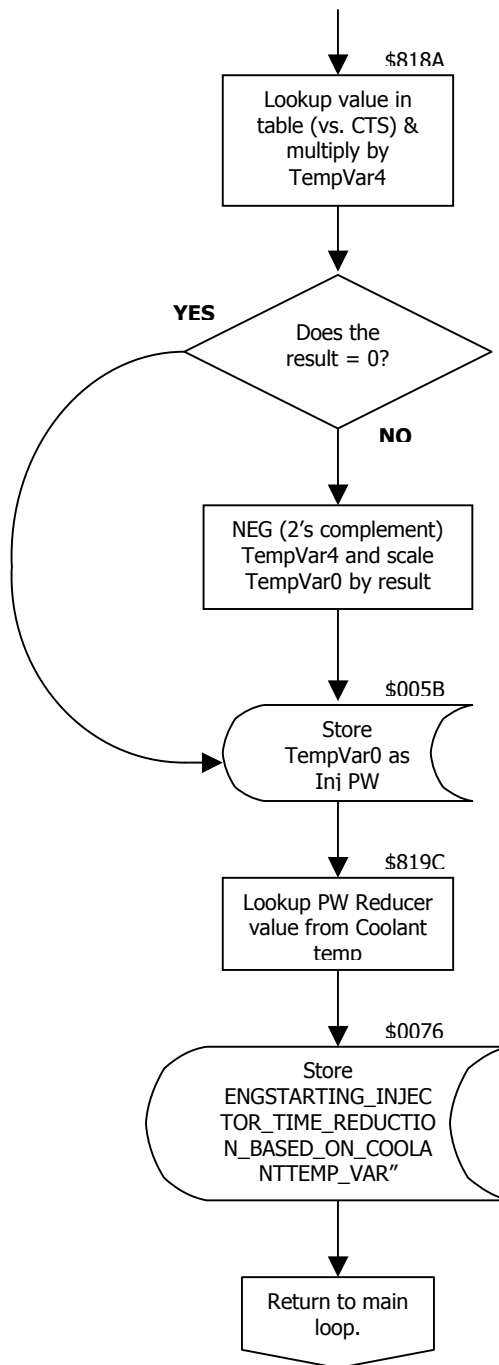 $818A
Lookup value in
table (vs. CTS) &
multiply by
TempVar4
YES
Does the
result = 0?
NO
NEG (2's complement)
TempVar4 and scale
TempVar0 by result
$005B
Store
TempVar0 as
Inj PW
$819C
Lookup PW Reducer
value from Coolant
temp
$0076
Store
ENGSTARTING_INJEC
TOR_TIME_REDUCTIO
N_BASED_ON_COOLA
NTTEMP_VAR”
Return to main
loop.